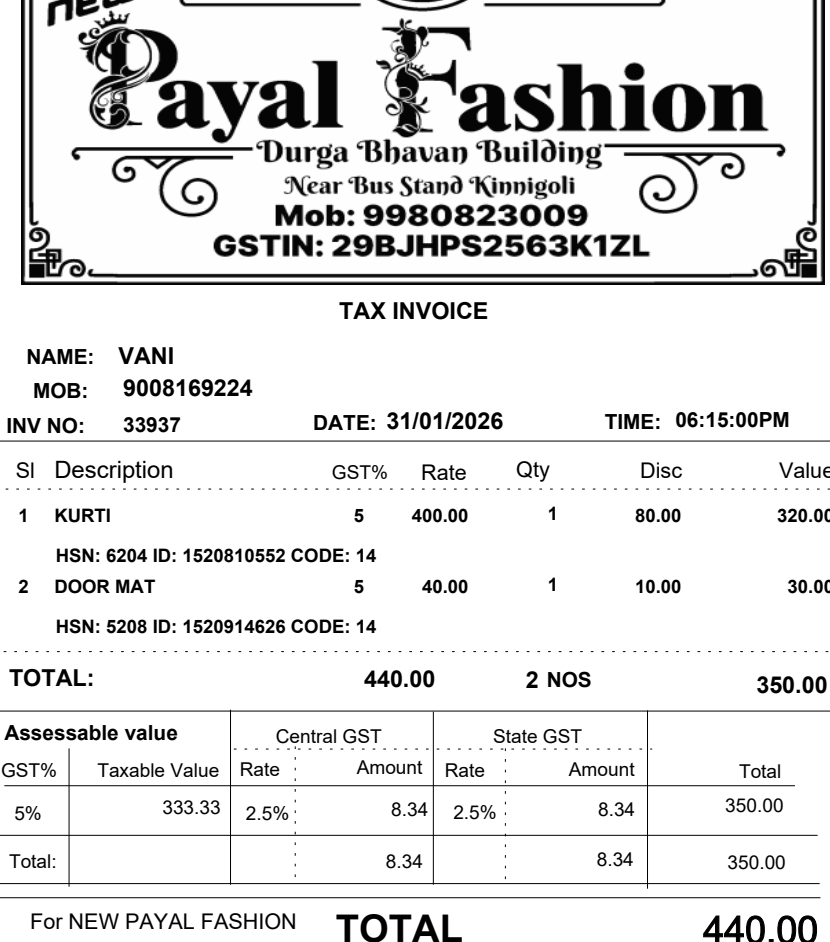 new
Payal Fashion
Durga Bhavan Building
Near Bus Stand Kinnigoli
Mob: 9980823009
GSTIN: 29BJHPS2563K1ZL
TAX INVOICE
NAME: VANI
MOB: 9008169224
INV NO: 33937 DATE: 31/01/2026 TIME: 06:15:00PM
Sl Description GST% Rate Qty Disc Value
1 KURTI 5 400.00 1 80.00 320.00
HSN: 6204 ID: 1520810552 CODE: 14
2 DOOR MAT 5 40.00 1 10.00 30.00
HSN: 5208 ID: 1520914626 CODE: 14
TOTAL: 440.00 2 NOS 350.00
Assessable value Central GST State GST
GST% Taxable Value Rate Amount Rate Amount Total
5% 333.33 2.5% 8.34 2.5% 8.34 350.00
Total: 8.34 8.34 350.00
For NEW PAYAL FASHION TOTAL 440.00